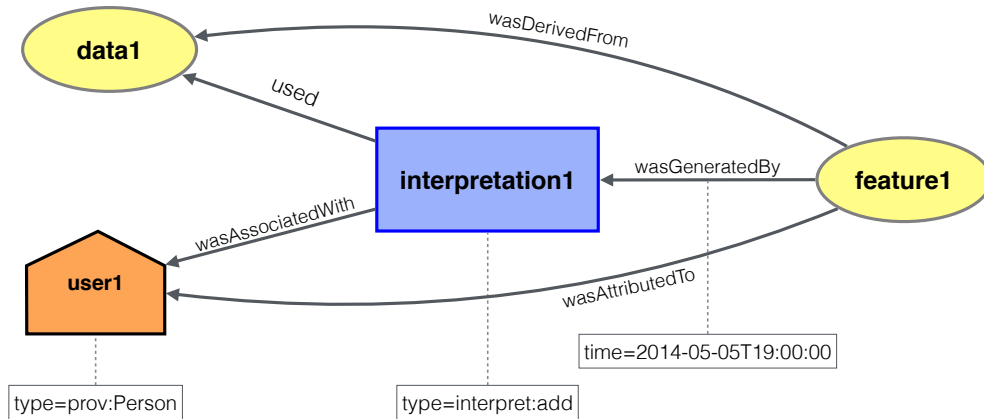 wasDerivedFrom
data1
used
interpretation1
wasGeneratedBy
feature1
wasAssociatedWith
user1
wasAttributedTo
time=2014-05-05T19:00:00
type=prov:Person
type=interpret:add